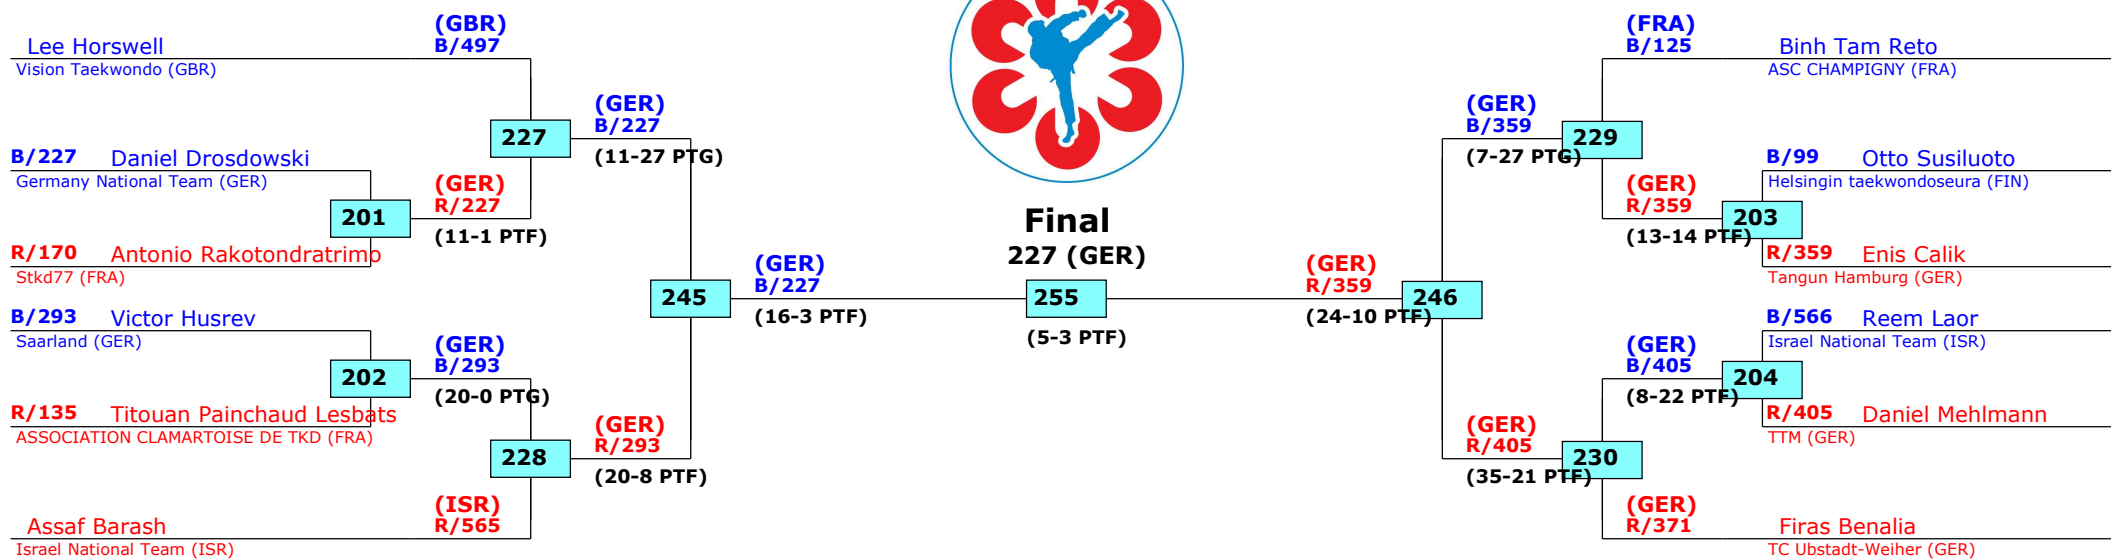 (GBR)
B/497
Lee Horswell
Vision Taekwondo (GBR)
227
(GER)
B/227
(11-27 PTG)
B/227 Daniel Drosdowski
Germany National Team (GER)
201
(GER)
R/227
(11-1 PTF)
R/170 Antonio Rakotondratrimo
Stkd77 (FRA)
245
(GER)
B/227
(16-3 PTF)
B/293 Victor Husrev
Saarland (GER)
202
(GER)
B/293
(20-0 PTG)
R/135 Titouan Painchaud Lesbats
ASSOCIATION CLAMARTOISE DE TKD (FRA)
228
(GER)
R/293
(20-8 PTF)
(ISR)
R/565
Assaf Barash
Israel National Team (ISR)
Final
227 (GER)
255
(5-3 PTF)
(FRA)
B/125
Binh Tam Reto
ASC CHAMPIGNY (FRA)
(GER)
B/359
(7-27 PTG)
229
B/99 Otto Susiluoto
Helsingin taekwondoseura (FIN)
(GER)
R/359
(13-14 PTF)
203
R/359 Enis Calik
Tangun Hamburg (GER)
(GER)
R/359
(24-10 PTF)
246
B/566 Reem Laor
Israel National Team (ISR)
(GER)
B/405
(8-22 PTF)
204
R/405 Daniel Mehlmann
TTM (GER)
(GER)
R/405
(35-21 PTF)
230
(GER)
R/371
Firas Benalia
TC Ubstadt-Weiher (GER)